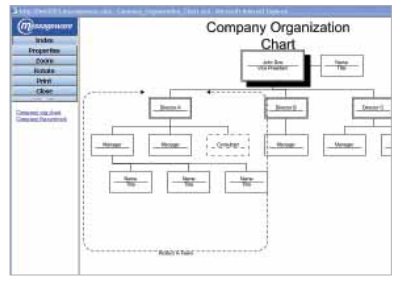 Messageware
Index
Properties
Zoom
Rotate
Print
Close
Company Organization
Chart
John Doe
Vice President
Name
Title
Director A
Director B
Director C
Manager
Manager
Consultant
Manager
Manager
Name
Title
Name
Title
Name
Title